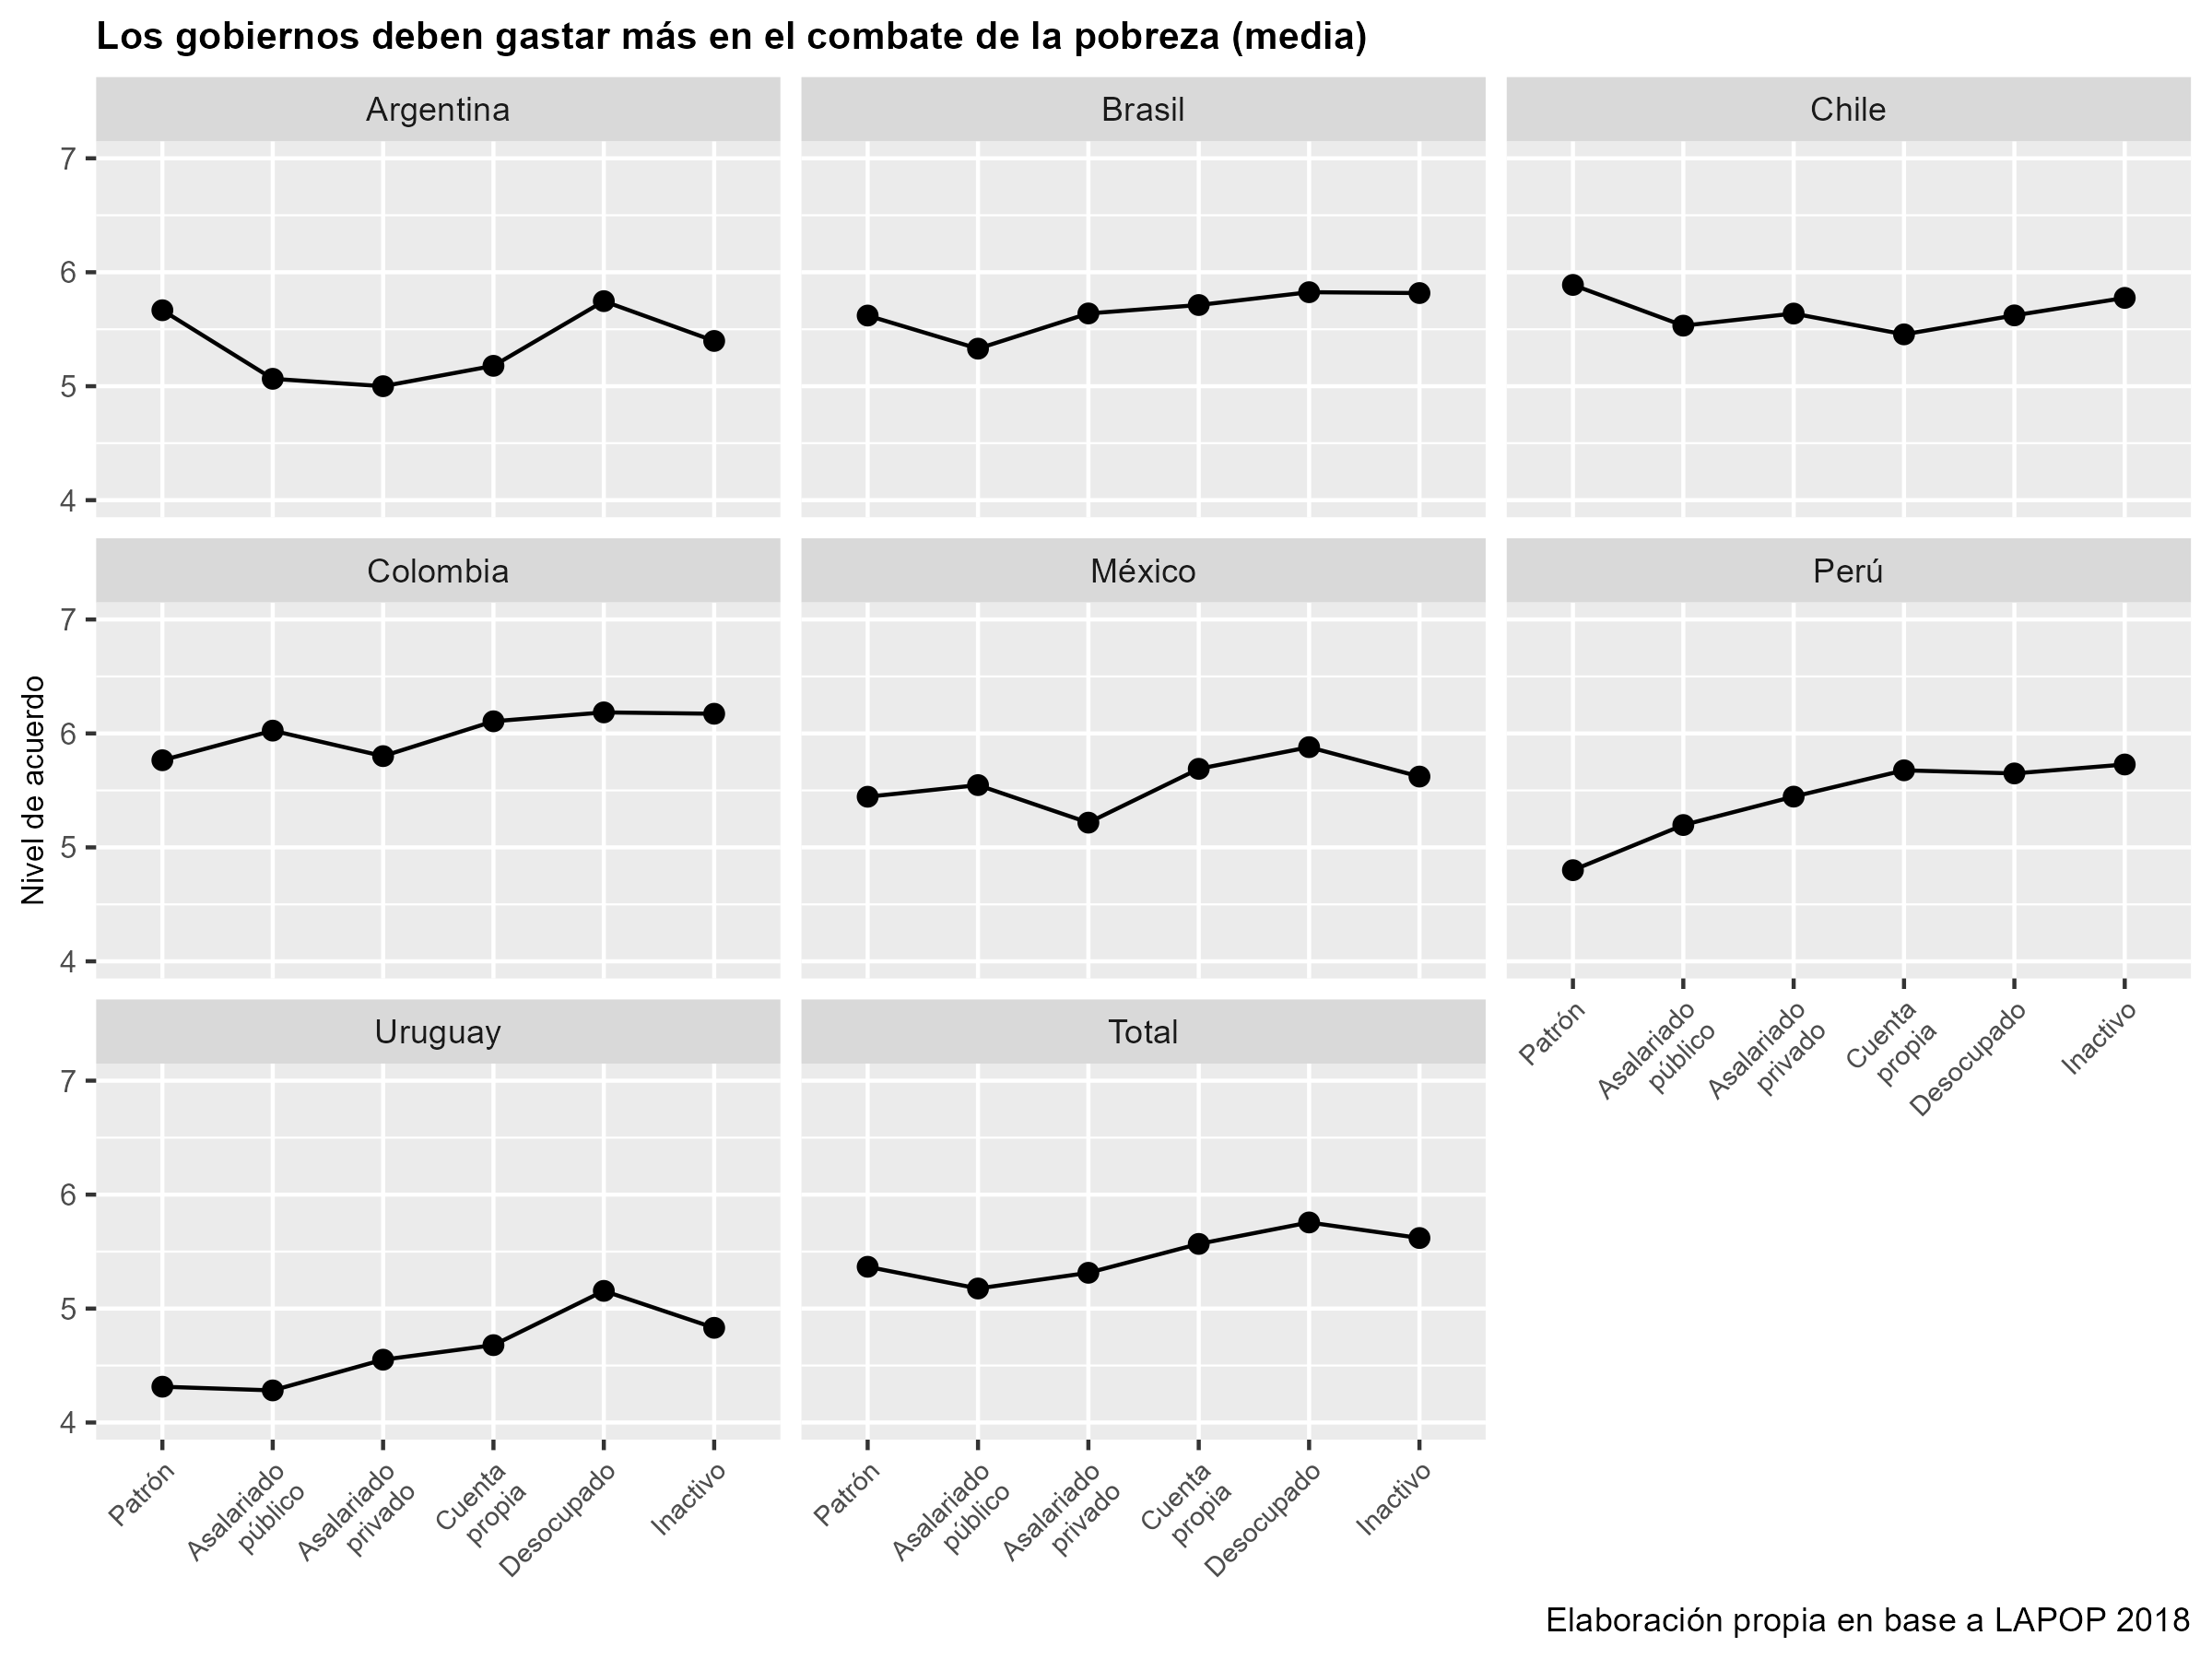 Los gobiernos deben gastar más en el combate de la pobreza (media)
Argentina
Brasil
Chile
7
6
5
4
Colombia
México
Perú
Nivel de acuerdo
7
6
5
4
Patrón
Asalariado
público
Asalariado
privado
Cuenta
propia
Desocupado
Inactivo
Uruguay
Total
7
6
5
4
Patrón
Asalariado
público
Asalariado
privado
Cuenta
propia
Desocupado
Inactivo
Patrón
Asalariado
público
Asalariado
privado
Cuenta
propia
Desocupado
Inactivo
Elaboración propia en base a LAPOP 2018